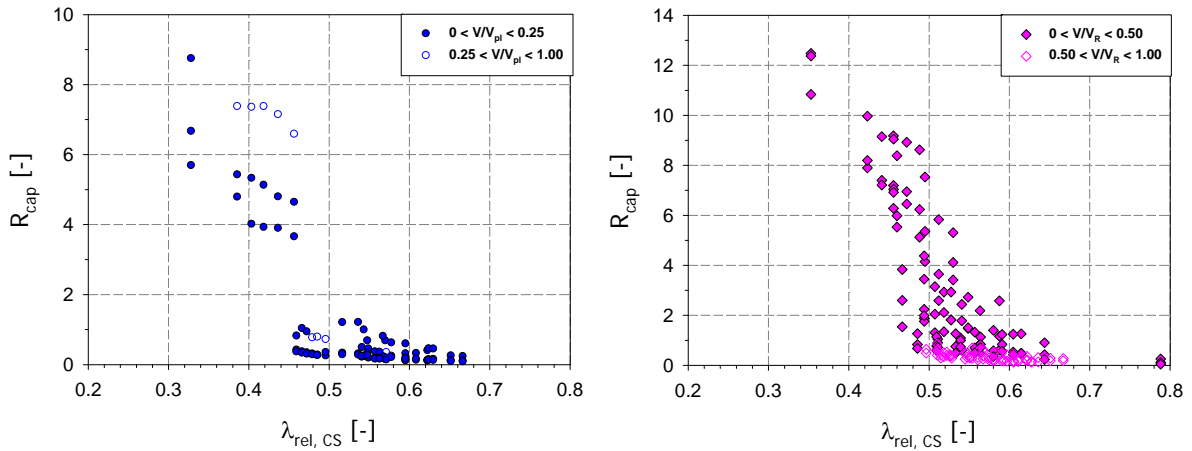 10
8
6
4
2
0
R_cap [-]
0.2 0.3 0.4 0.5 0.6 0.7 0.8
λ_rel, CS [-]
0 < V/V_pl < 0.25
0.25 < V/V_pl < 1.00
14
12
10
8
6
4
2
0
R_cap [-]
0.2 0.3 0.4 0.5 0.6 0.7 0.8
λ_rel, CS [-]
0 < V/V_R < 0.50
0.50 < V/V_R < 1.00